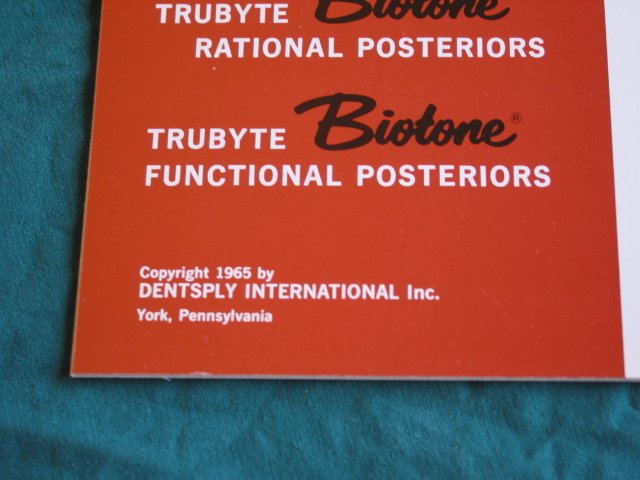 TRUBYTE Biotone
RATIONAL POSTERIORS
TRUBYTE Biotone®
FUNCTIONAL POSTERIORS
Copyright 1965 by
DENTSPLY INTERNATIONAL Inc.
York, Pennsylvania